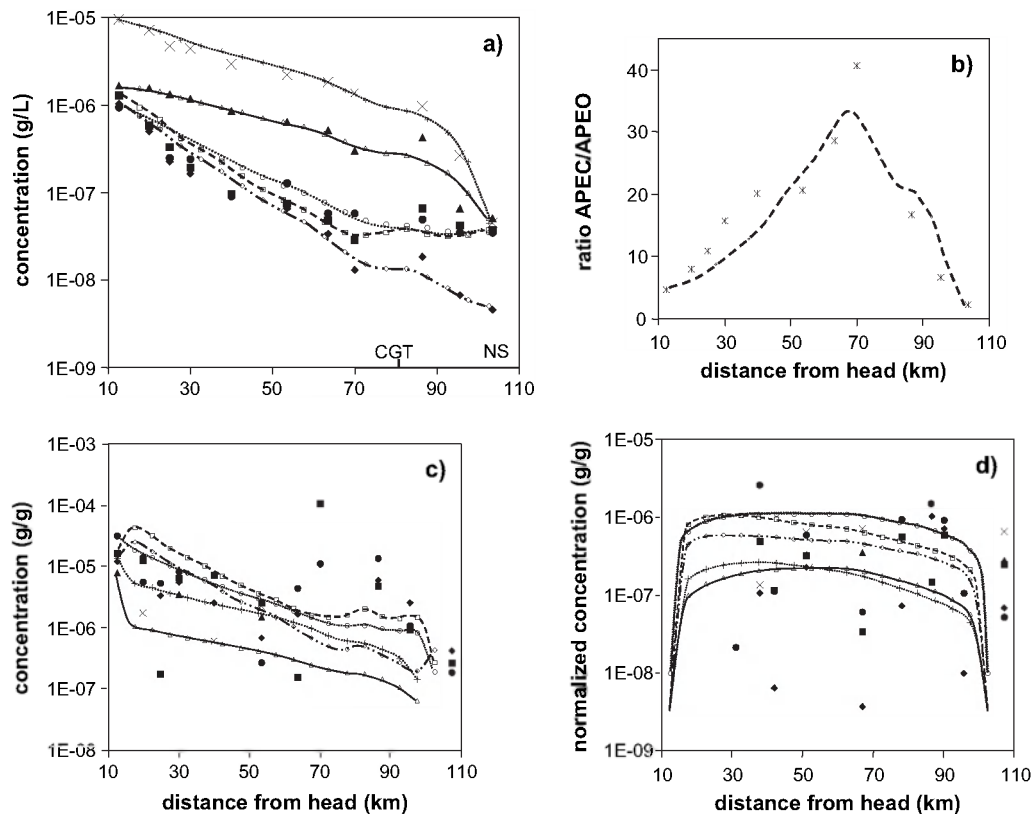 a)
concentration (g/L)
1E-05
1E-06
1E-07
1E-08
1E-09
CGT
NS
10 30 50 70 90 110
distance from head (km)
b)
ratio APEC/APEO
40
30
20
10
0
10 30 50 70 90 110
distance from head (km)
c)
concentration (g/g)
1E-03
1E-04
1E-05
1E-06
1E-07
1E-08
10 30 50 70 90 110
distance from head (km)
d)
normalized concentration (g/g)
1E-05
1E-06
1E-07
1E-08
1E-09
10 30 50 70 90 110
distance from head (km)